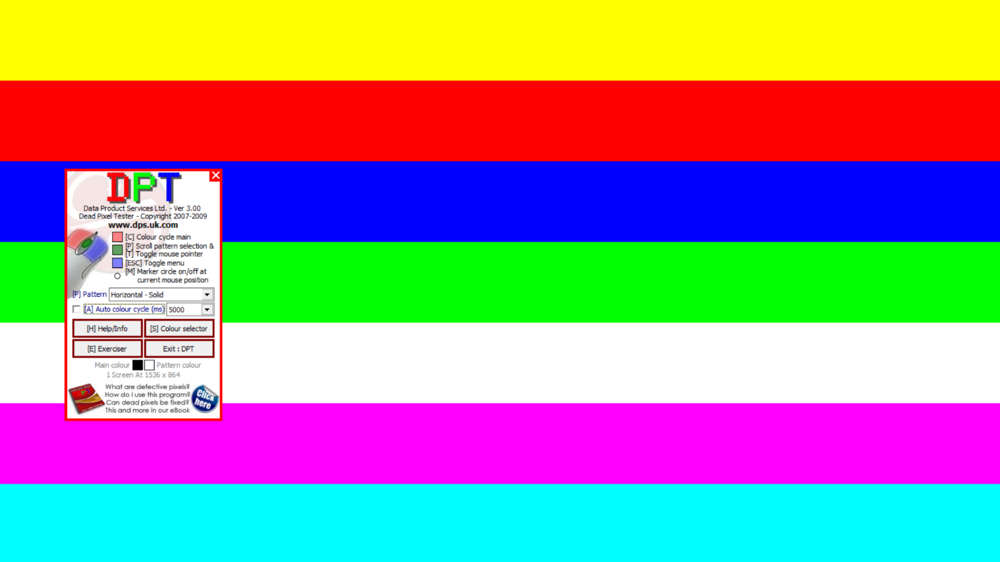 DPT
Data Product Services Ltd. - Ver 3.00
Dead Pixel Tester - Copyright 2007-2009
www.dps.uk.com
[C] Colour cycle main
[P] Scroll pattern selection &
[T] Toggle mouse pointer
[ESC] Toggle menu
[M] Marker circle on/off at
current mouse position
[P] Pattern Horizontal - Solid
[A] Auto colour cycle (ms) 5000
[H] Help/Info [S] Colour selector
[E] Exerciser Exit : DPT
Main colour Pattern colour
1 Screen At 1536 x 864
What are defective pixels?
How do I use this program?
Can dead pixels be fixed?
This and more in our eBook
Click
here